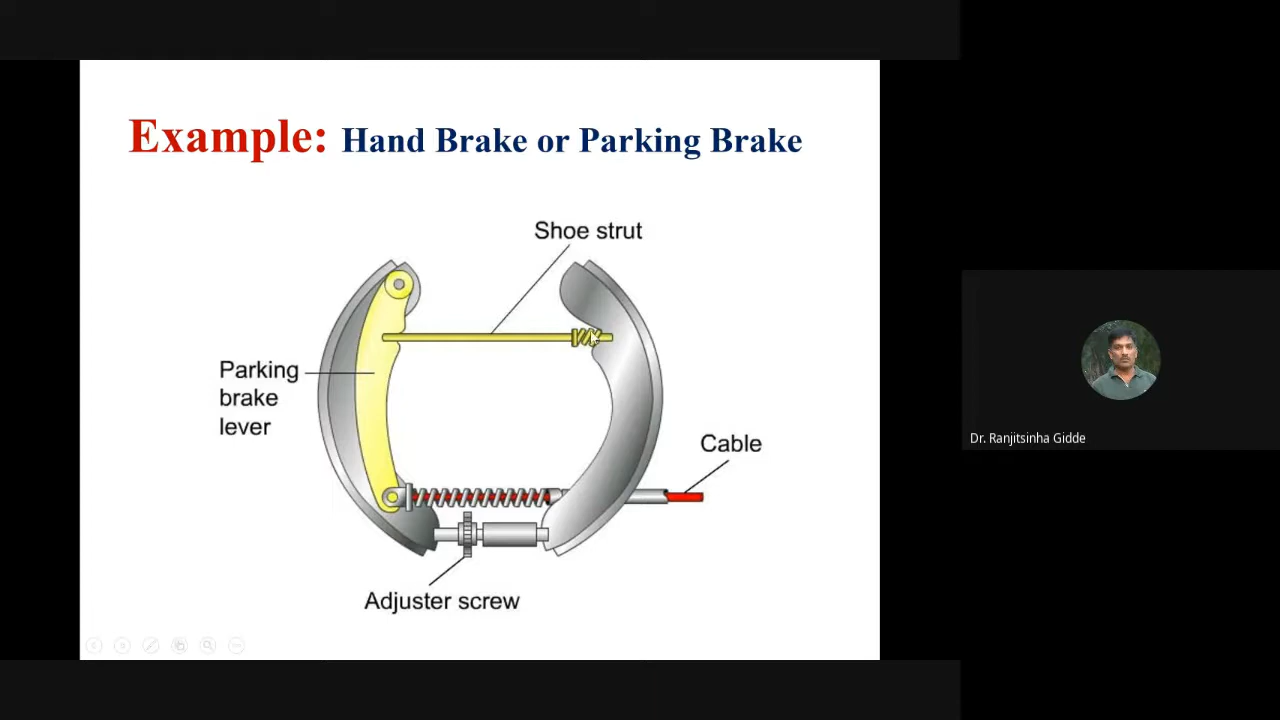 Example: Hand Brake or Parking Brake
Shoe strut
Parking
brake
lever
Cable
Adjuster screw
Dr. Ranjitsinha Gidde